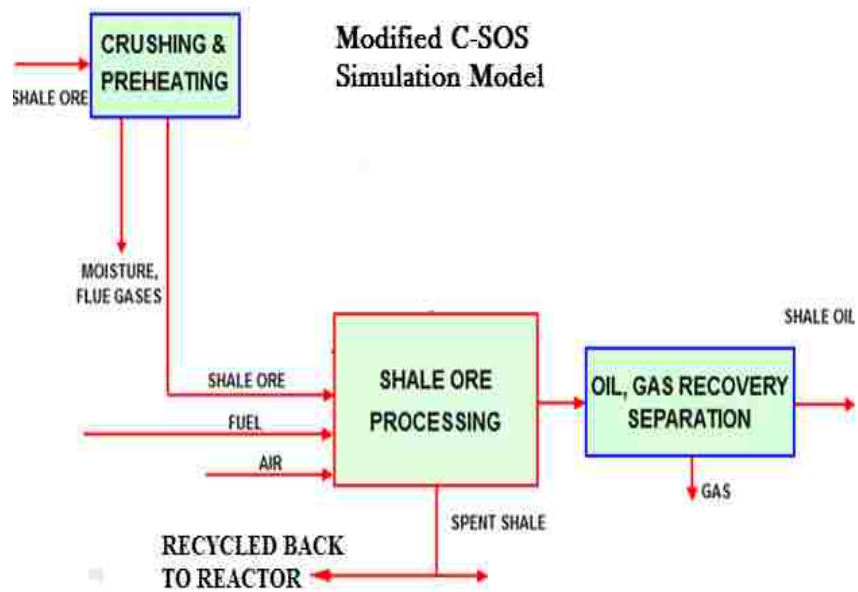 CRUSHING &
PREHEATING
Modified C-SOS
Simulation Model
SHALE ORE
MOISTURE,
FLUE GASES
SHALE OIL
SHALE ORE
SHALE ORE
PROCESSING
OIL, GAS RECOVERY
SEPARATION
FUEL
AIR
GAS
SPENT SHALE
RECYCLED BACK
TO REACTOR